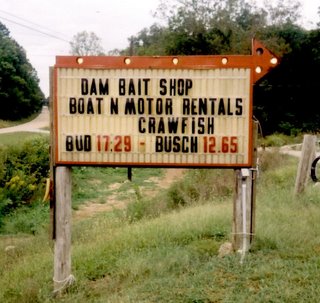 DAM BAIT SHOP
BOAT N MOTOR RENTALS
CRAWFISH
BUD 17.29 - BUSCH 12.65